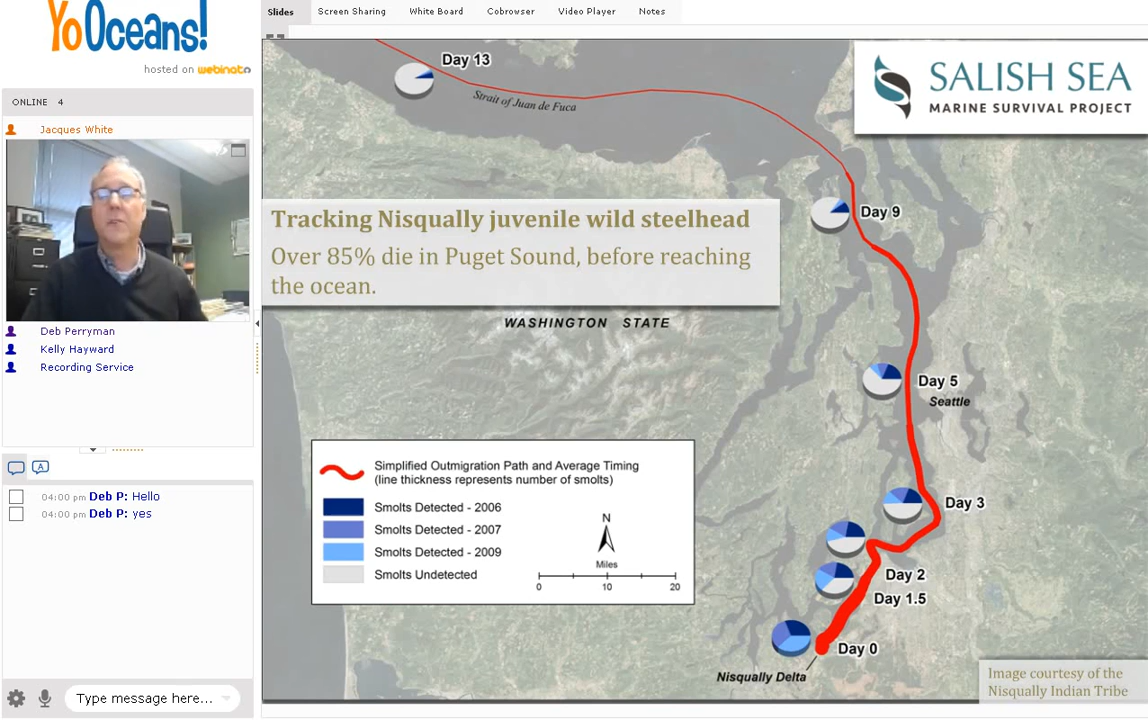 YoOceans!
hosted on webinato
ONLINE 4
Jacques White
Deb Perryman
Kelly Hayward
Recording Service
A
04:00 pm Deb P: Hello
04:00 pm Deb P: yes
Type message here...
Slides
Screen Sharing
White Board
Cobrowser
Video Player
Notes
SALISH SEA
MARINE SURVIVAL PROJECT
Day 13
Strait of Juan de Fuca
Day 9
Tracking Nisqually juvenile wild steelhead
Over 85% die in Puget Sound, before reaching
the ocean.
WASHINGTON STATE
Day 5
Seattle
Day 3
Day 2
Day 1.5
Day 0
Nisqually Delta
Simplified Outmigration Path and Average Timing
(line thickness represents number of smolts)
Smolts Detected - 2006
Smolts Detected - 2007
Smolts Detected - 2009
Smolts Undetected
N
Miles
0 10 20
Image courtesy of the
Nisqually Indian Tribe